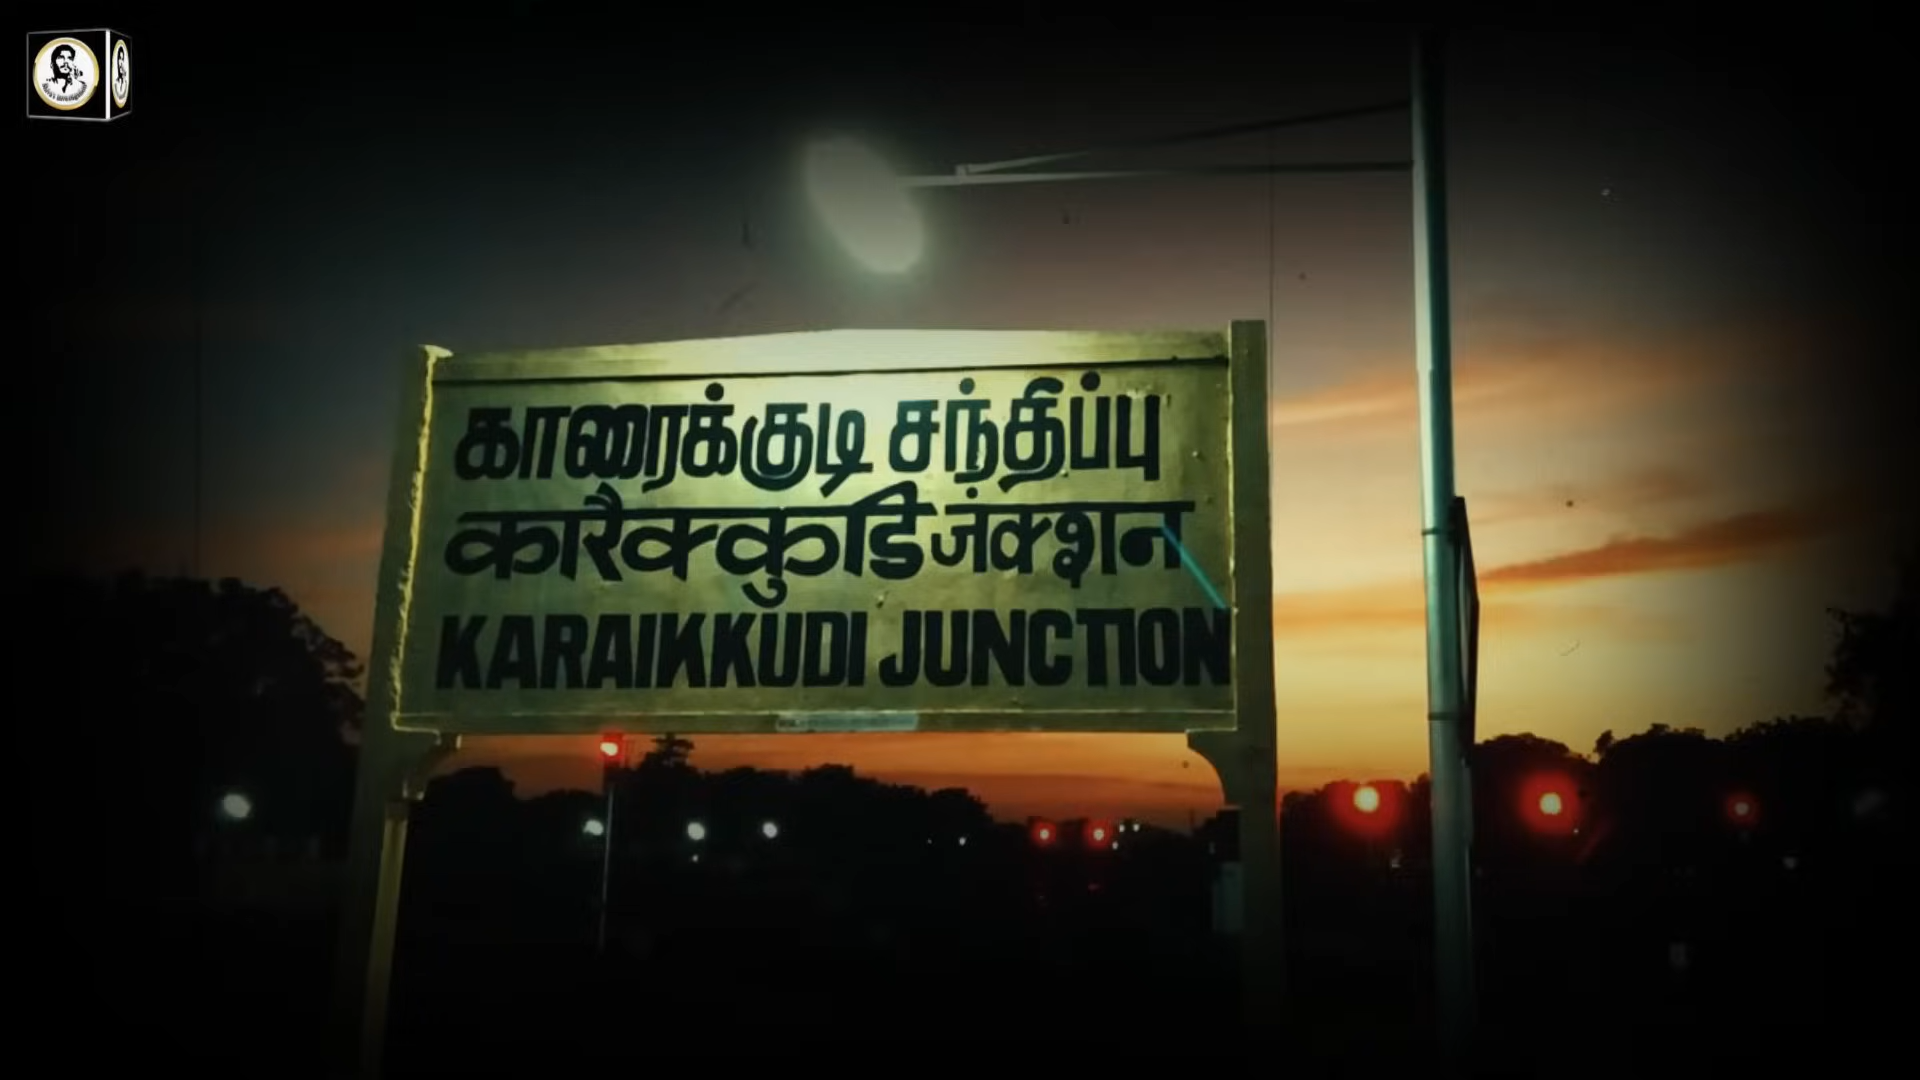 காரைக்குடி சந்திப்பு
कारैक्कुडि जंक्शन
KARAIKKUDI JUNCTION